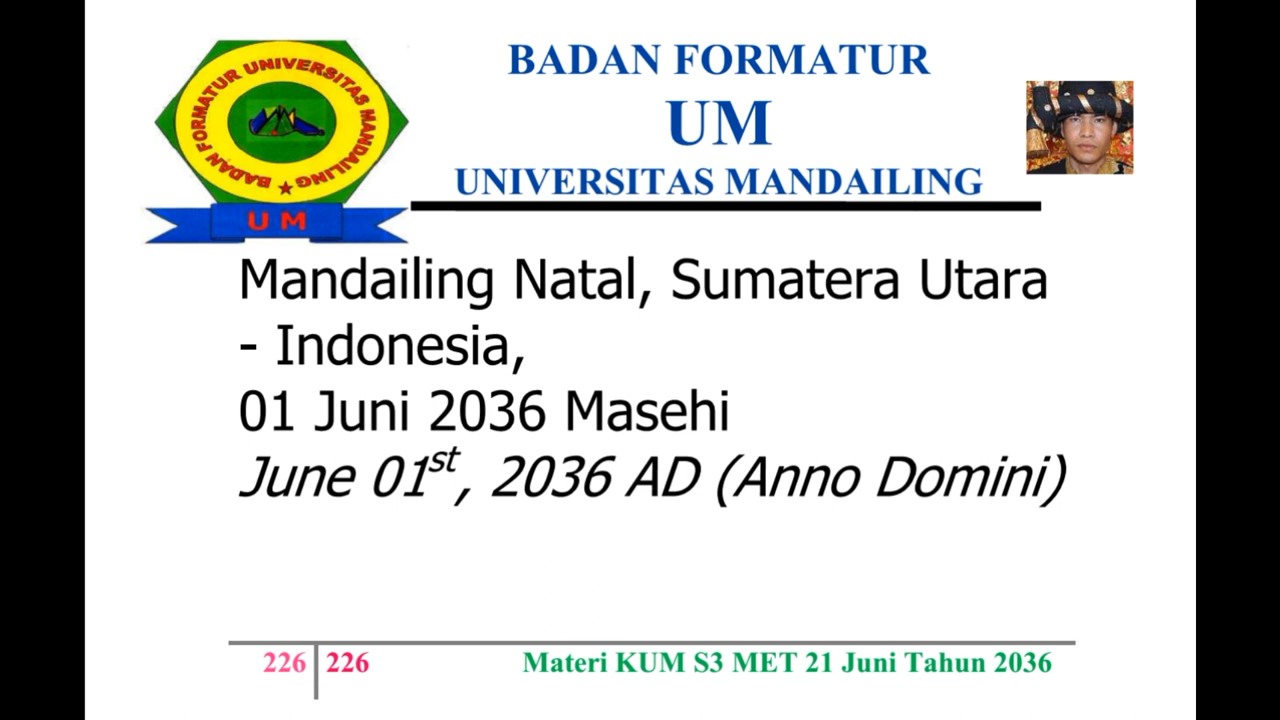 BADAN FORMATUR UNIVERSITAS MANDAILING
UM
BADAN FORMATUR
UM
UNIVERSITAS MANDAILING
Mandailing Natal, Sumatera Utara
- Indonesia,
01 Juni 2036 Masehi
June 01st, 2036 AD (Anno Domini)
226 226 Materi KUM S3 MET 21 Juni Tahun 2036